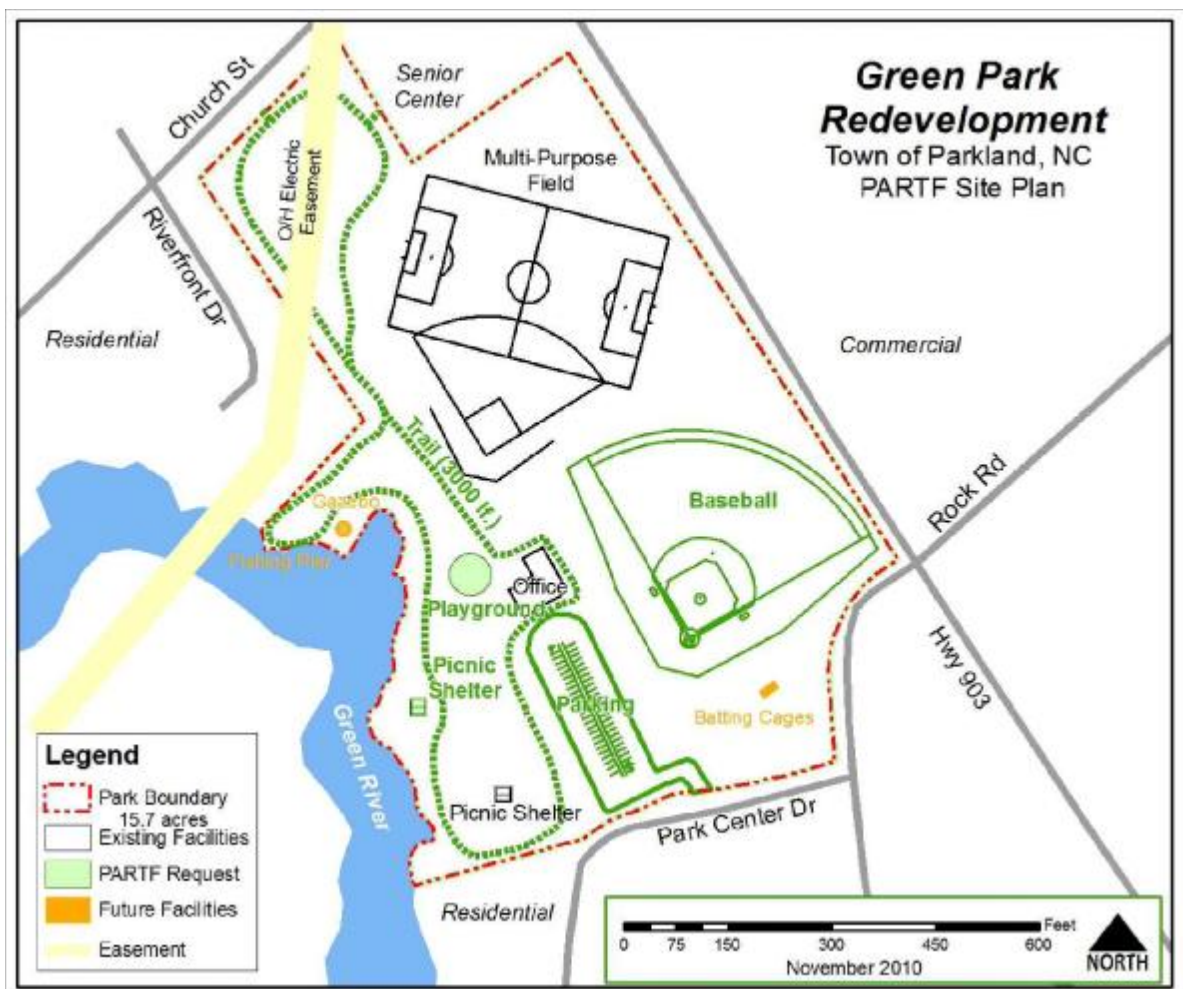 Green Park
Redevelopment
Town of Parkland, NC
PARTF Site Plan
Church St
Senior
Center
Multi-Purpose
Field
O/H Electric
Easement
Riverfront Dr
Residential
Commercial
Trail (3000 lf.)
Rock Rd
Baseball
Gazebo
Fishing Pier
Office
Playground
Picnic
Shelter
Parking
Batting Cages
Hwy 903
Green River
Picnic Shelter
Park Center Dr
Residential
Legend
Park Boundary
15.7 acres
Existing Facilities
PARTF Request
Future Facilities
Easement
Feet
0 75 150 300 450 600
November 2010
NORTH